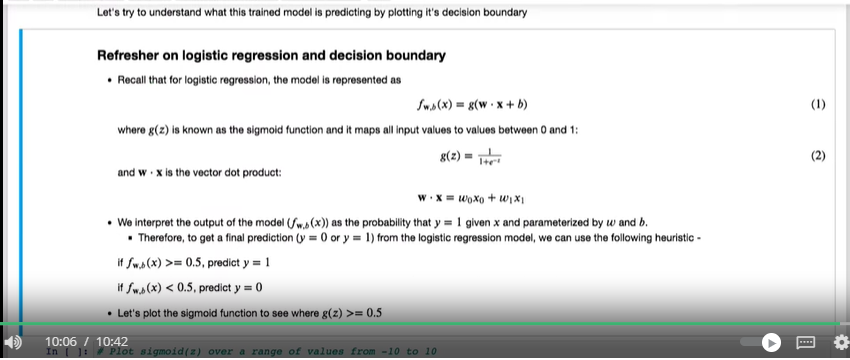 Let's try to understand what this trained model is predicting by plotting it's decision boundary
Refresher on logistic regression and decision boundary
• Recall that for logistic regression, the model is represented as
f_{w,b}(x) = g(w · x + b) (1)
where g(z) is known as the sigmoid function and it maps all input values to values between 0 and 1:
g(z) = 1/(1+e^{-z}) (2)
and w · x is the vector dot product:
w · x = w₀x₀ + w₁x₁
• We interpret the output of the model (f_{w,b}(x)) as the probability that y = 1 given x and parameterized by w and b.
▪ Therefore, to get a final prediction (y = 0 or y = 1) from the logistic regression model, we can use the following heuristic -
if f_{w,b}(x) >= 0.5, predict y = 1
if f_{w,b}(x) < 0.5, predict y = 0
• Let's plot the sigmoid function to see where g(z) >= 0.5
10:06 / 10:42
In [ ]: # Plot sigmoid(z) over a range of values from -10 to 10